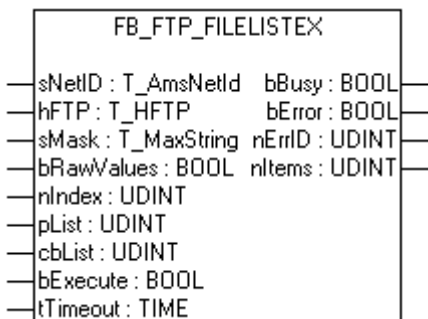 FB_FTP_FILELISTEX
sNetID : T_AmsNetId bBusy : BOOL
hFTP : T_HFTP bError : BOOL
sMask : T_MaxString nErrID : UDINT
bRawValues : BOOL nItems : UDINT
nIndex : UDINT
pList : UDINT
cbList : UDINT
bExecute : BOOL
tTimeout : TIME